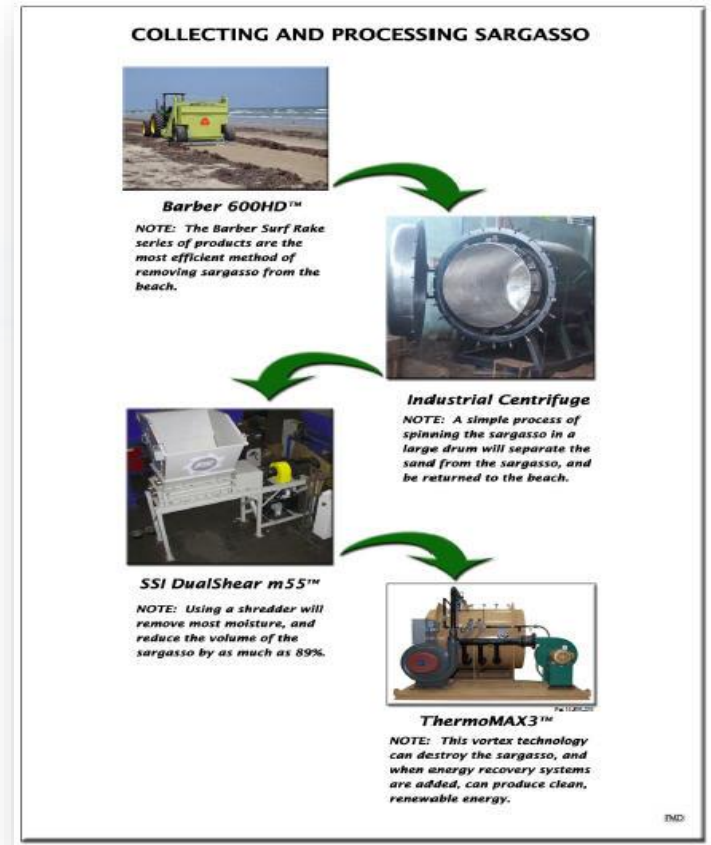 COLLECTING AND PROCESSING SARGASSO
Barber 600HD™
NOTE: The Barber Surf Rake
series of products are the
most efficient method of
removing sargasso from the
beach.
Industrial Centrifuge
NOTE: A simple process of
spinning the sargasso in a
large drum will separate the
sand from the sargasso, and
be returned to the beach.
SSI DualShear m55™
NOTE: Using a shredder will
remove most moisture, and
reduce the volume of the
sargasso by as much as 89%.
ThermoMAX3™
NOTE: This vortex technology
can destroy the sargasso, and
when energy recovery systems
are added, can produce clean,
renewable energy.